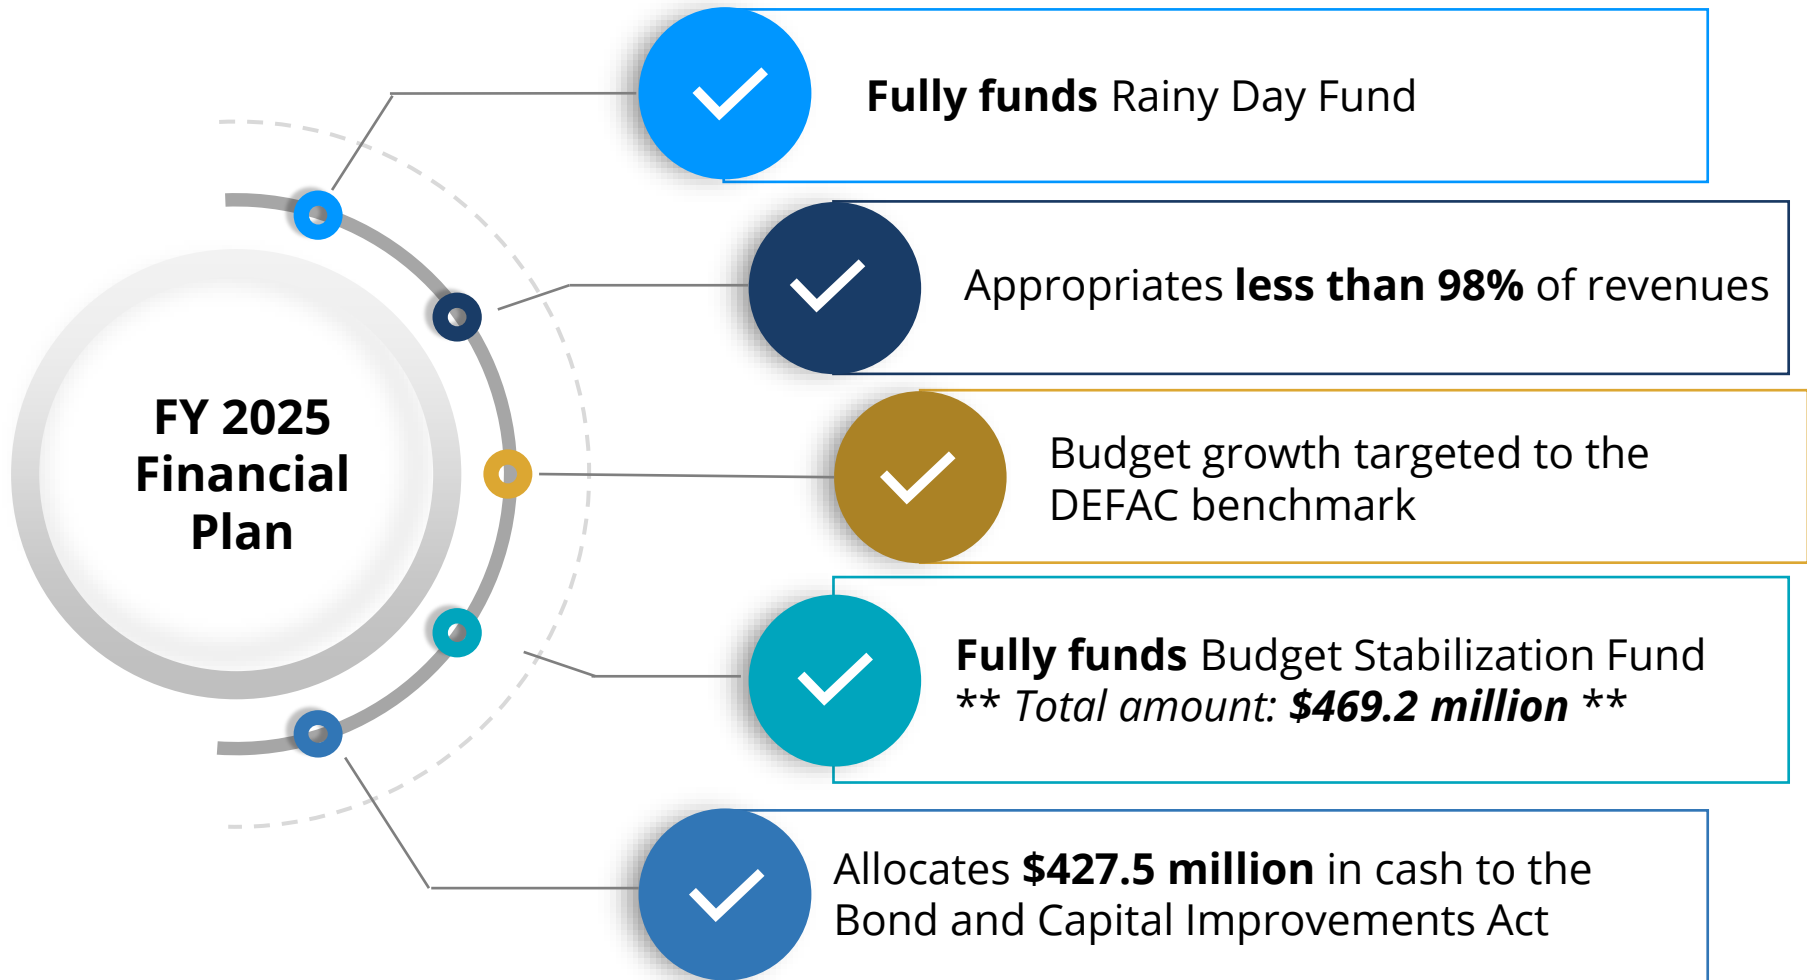 FY 2025
Financial
Plan
Fully funds Rainy Day Fund
Appropriates less than 98% of revenues
Budget growth targeted to the
DEFAC benchmark
Fully funds Budget Stabilization Fund
** Total amount: $469.2 million **
Allocates $427.5 million in cash to the
Bond and Capital Improvements Act